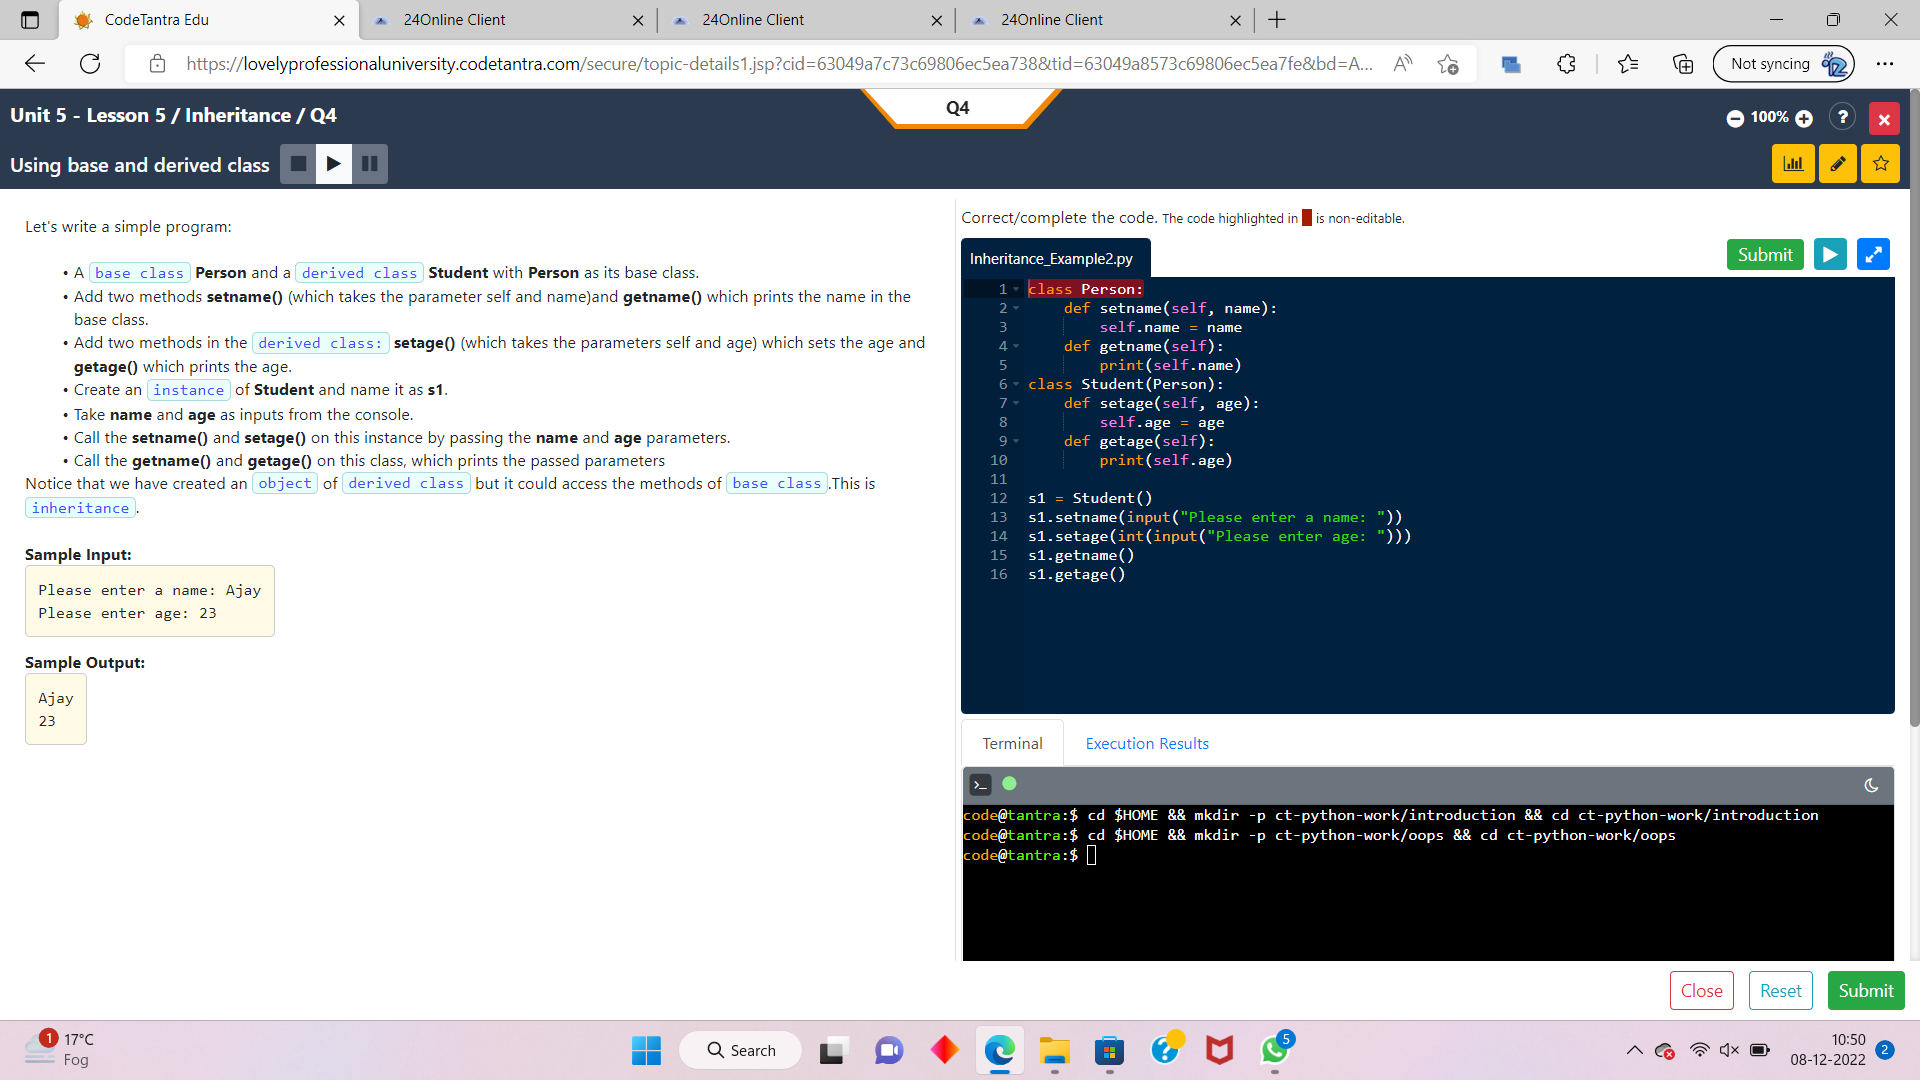 CodeTantra Edu
24Online Client
24Online Client
24Online Client
https://lovelyprofessionaluniversity.codetantra.com/secure/topic-details1.jsp?cid=63049a7c73c69806ec5ea738&tid=63049a8573c69806ec5ea7fe&bd=A...
Not syncing
Unit 5 - Lesson 5 / Inheritance / Q4
Q4
100%
?
Using base and derived class
Let's write a simple program:
• A base class Person and a derived class Student with Person as its base class.
• Add two methods setname() (which takes the parameter self and name)and getname() which prints the name in the
base class.
• Add two methods in the derived class: setage() (which takes the parameters self and age) which sets the age and
getage() which prints the age.
• Create an instance of Student and name it as s1.
• Take name and age as inputs from the console.
• Call the setname() and setage() on this instance by passing the name and age parameters.
• Call the getname() and getage() on this class, which prints the passed parameters
Notice that we have created an object of derived class but it could access the methods of base class.This is
inheritance.
Sample Input:
Please enter a name: Ajay
Please enter age: 23
Sample Output:
Ajay
23
Correct/complete the code. The code highlighted in is non-editable.
Inheritance_Example2.py
Submit
1 class Person:
2 def setname(self, name):
3 self.name = name
4 def getname(self):
5 print(self.name)
6 class Student(Person):
7 def setage(self, age):
8 self.age = age
9 def getage(self):
10 print(self.age)
11
12 s1 = Student()
13 s1.setname(input("Please enter a name: "))
14 s1.setage(int(input("Please enter age: ")))
15 s1.getname()
16 s1.getage()
Terminal
Execution Results
code@tantra:$ cd $HOME && mkdir -p ct-python-work/introduction && cd ct-python-work/introduction
code@tantra:$ cd $HOME && mkdir -p ct-python-work/oops && cd ct-python-work/oops
code@tantra:$
Close
Reset
Submit
1
17°C
Fog
Search
5
10:50
08-12-2022
2